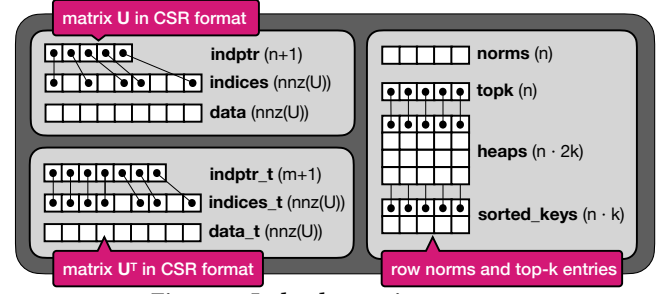 matrix U in CSR format
indptr (n+1)
indices (nnz(U))
data (nnz(U))
indptr_t (m+1)
indices_t (nnz(U))
data_t (nnz(U))
matrix Uᵀ in CSR format
norms (n)
topk (n)
heaps (n · 2k)
sorted_keys (n · k)
row norms and top-k entries